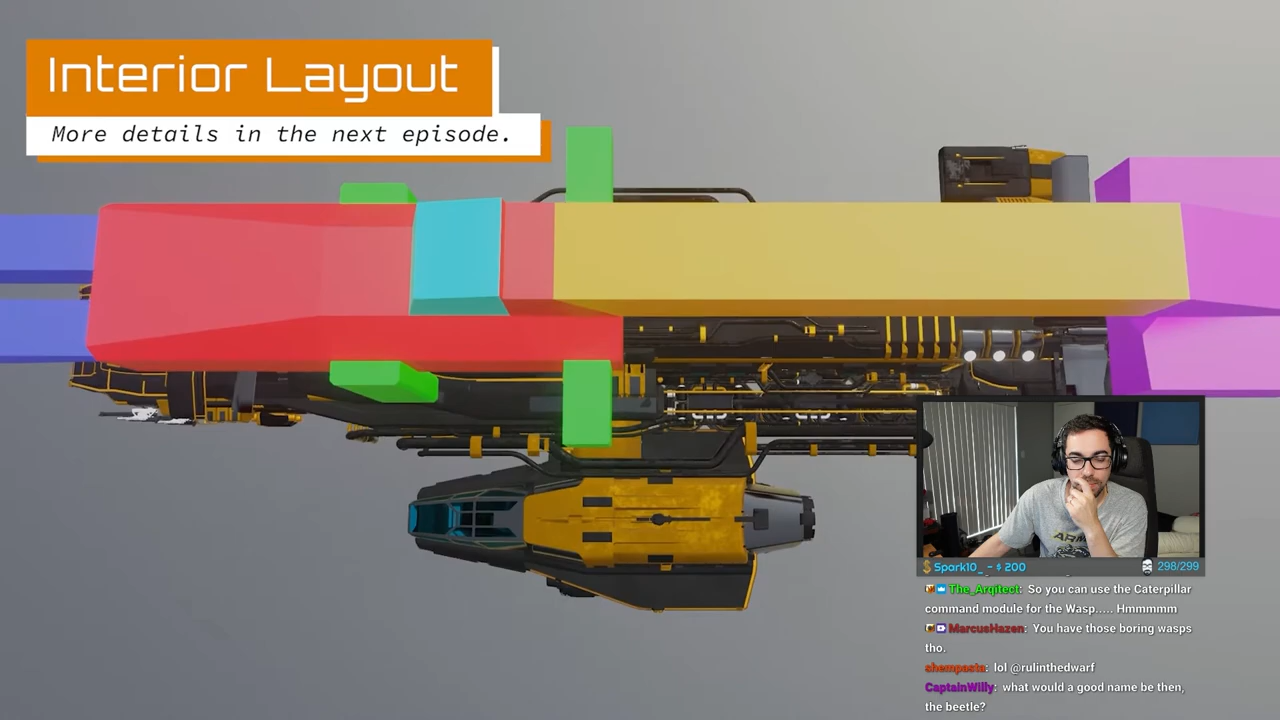 Interior Layout
More details in the next episode.
$ Spark10_ - $ 200
298/299
The_Arqitect: So you can use the Caterpillar
command module for the Wasp..... Hmmmmm
MarcusHazen: You have those boring wasps
tho.
shempasta: lol @rulinthedwarf
CaptainWilly: what would a good name be then,
the beetle?